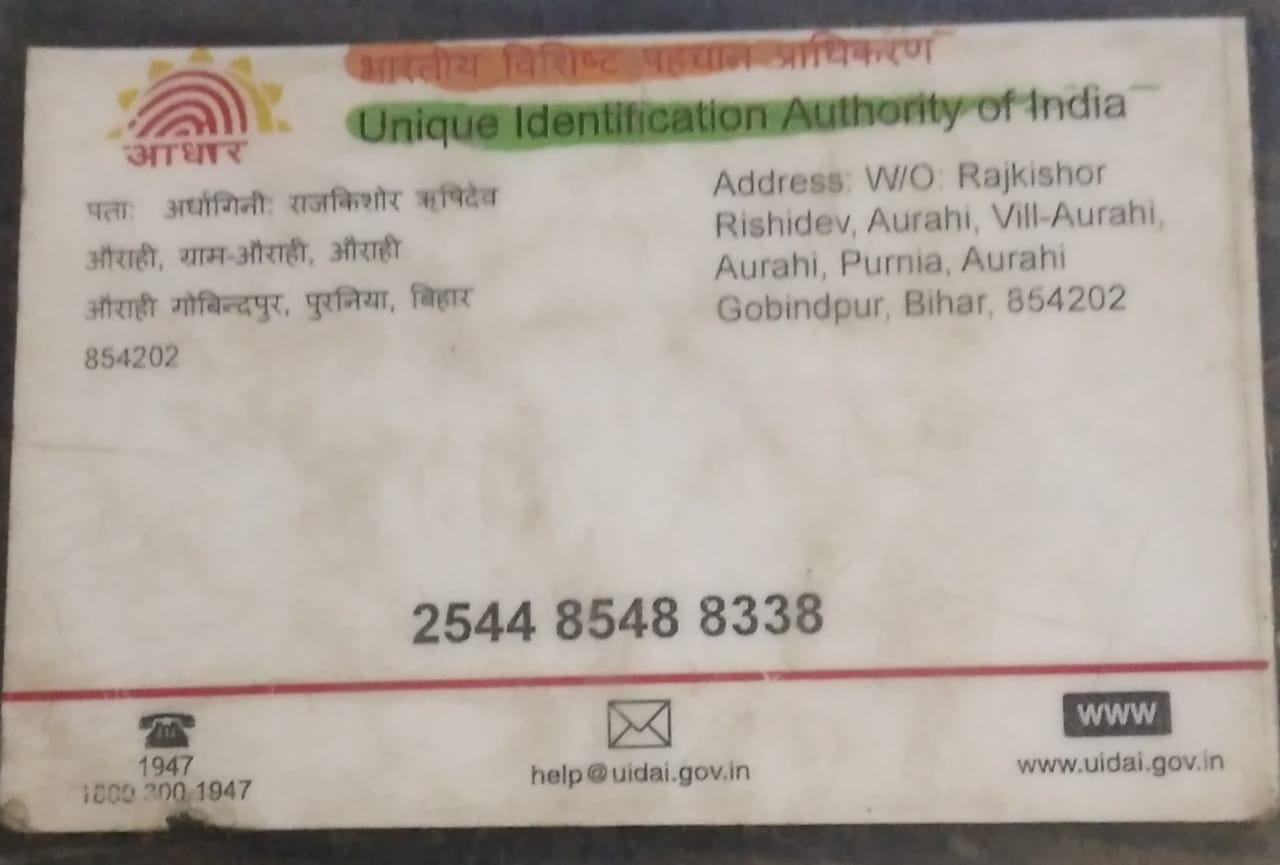 भारतीय विशिष्ट पहचान प्राधिकरण
Unique Identification Authority of India
आधार
पताः अर्धांगिनी: राजकिशोर ऋषिदेव
औराही, ग्राम-औराही, औराही
औराही गोबिन्दपुर, पुरनिया, बिहार
854202
Address: W/O: Rajkishor
Rishidev, Aurahi, Vill-Aurahi,
Aurahi, Purnia, Aurahi
Gobindpur, Bihar, 854202
2544 8548 8338
1947
1800 300 1947
help@uidai.gov.in
WWW
www.uidai.gov.in